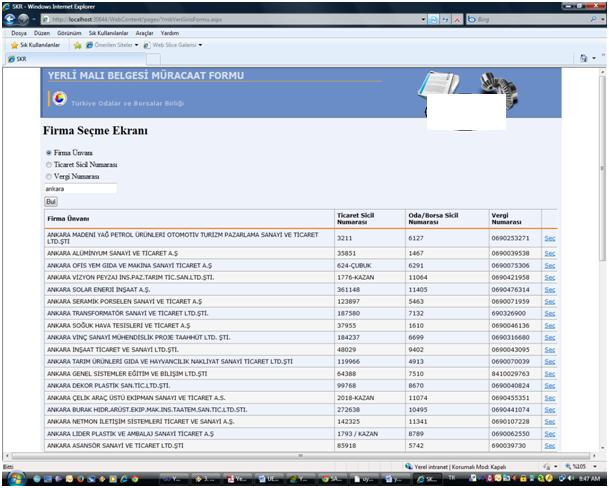 SKR - Windows Internet Explorer
http://localhost:30644/WebContent/pages/YmbVeriGirisFormu.aspx
Bing
Dosya Düzen Görünüm Sık Kullanılanlar Araçlar Yardım
Sık Kullanılanlar Önerilen Siteler Web Slice Galerisi
SKR
YERLİ MALI BELGESİ MÜRACAAT FORMU
Türkiye Odalar ve Borsalar Birliği
Firma Seçme Ekranı
Firma Ünvanı
Ticaret Sicil Numarası
Vergi Numarası
ankara
Bul
Firma Ünvanı Ticaret Sicil Numarası Oda/Borsa Sicil Numarası Vergi Numarası
ANKARA MADENİ YAĞ PETROL ÜRÜNLERİ OTOMOTİV TURİZM PAZARLAMA SANAYİ VE TİCARET LTD.ŞTİ 3211 6127 0690253271 Seç
ANKARA ALÜMİNYUM SANAYİ VE TİCARET A.Ş 35851 1467 0690039538 Seç
ANKARA OFİS YEM GIDA VE MAKİNA SANAYİ TİCARET A.Ş 624-ÇUBUK 6291 0690075306 Seç
ANKARA VİZYON PEYZAJ İNŞ.PAZ.TARIM TİC.SAN.LTD.ŞTİ. 1776-KAZAN 11064 0690421958 Seç
ANKARA SOLAR ENERJİ İNŞAAT A.Ş. 361148 11405 0690476314 Seç
ANKARA SERAMİK PORSELEN SANAYİ VE TİCARET A.Ş 123897 5463 0690071959 Seç
ANKARA TRANSFORMATÖR SANAYİ VE TİCARET LTD.ŞTİ. 187580 7132 690326900 Seç
ANKARA SOĞUK HAVA TESİSLERİ VE TİCARET A.Ş 37955 1610 0690046136 Seç
ANKARA VİNÇ SANAYİ MÜHENDİSLİK PROJE TAAHHÜT LTD. ŞTİ. 184237 6699 0690316680 Seç
ANKARA İNŞAAT TİCARET VE SANAYİ LTD.ŞTİ. 48029 9402 0690043095 Seç
ANKARA TARIM ÜRÜNLERİ GIDA VE HAYVANCILIK NAKLİYAT SANAYİ TİCARET LTD.ŞTİ 119966 4913 0690070039 Seç
ANKARA GENEL SİSTEMLER EĞİTİM VE BİLİŞİM LTD.ŞTİ 64388 7510 8410029763 Seç
ANKARA DEKOR PLASTİK SAN.TİC.LTD.ŞTİ. 99768 8670 0690040824 Seç
ANKARA ÇELİK ARAÇ ÜSTÜ EKİPMAN SANAYİ VE TİCARET A.Ş. 2018-KAZAN 11074 0690455351 Seç
ANKARA BURAK HİDR.ARÜST.EKİP.MAK.İNŞ.TAATEM.SAN.TİC.LTD.ŞTİ. 272638 10495 0690441074 Seç
ANKARA NETMON İLETİŞİM SİSTEMLERİ TİCARET VE SANAYİ A.Ş. 142325 11341 0690107228 Seç
ANKARA LİDER PLASTİK VE AMBALAJ SANAYİ TİCARET A.Ş 1793 / KAZAN 8789 0690062550 Seç
ANKARA ASANSÖR SANAYİ VE TİCARET LTD.ŞTİ 85918 5742 690039730 Seç
Bitti Yerel intranet | Korumalı Mod: Kapalı %105
TR 8:47 AM